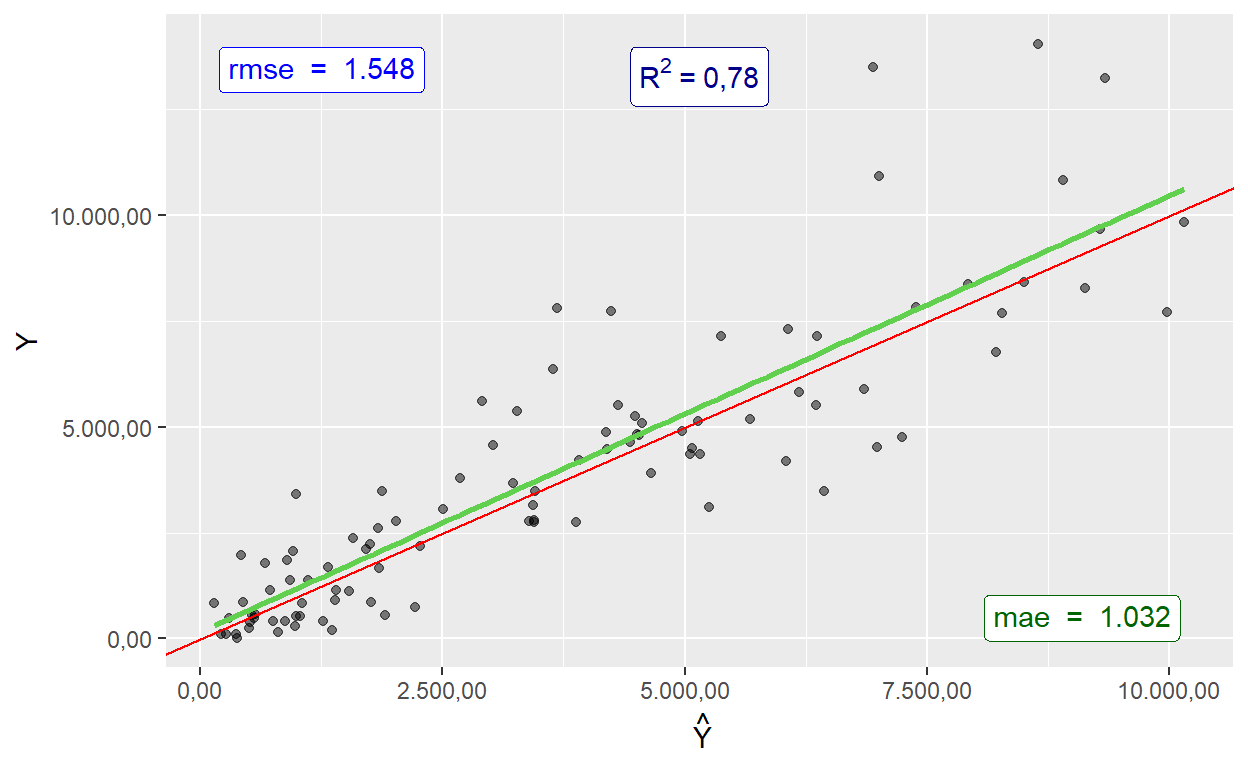 rmse = 1.548
R² = 0,78
10.000,00
Y
5.000,00
mae = 1.032
0,00
0,00 2.500,00 5.000,00 7.500,00 10.000,00
Ŷ